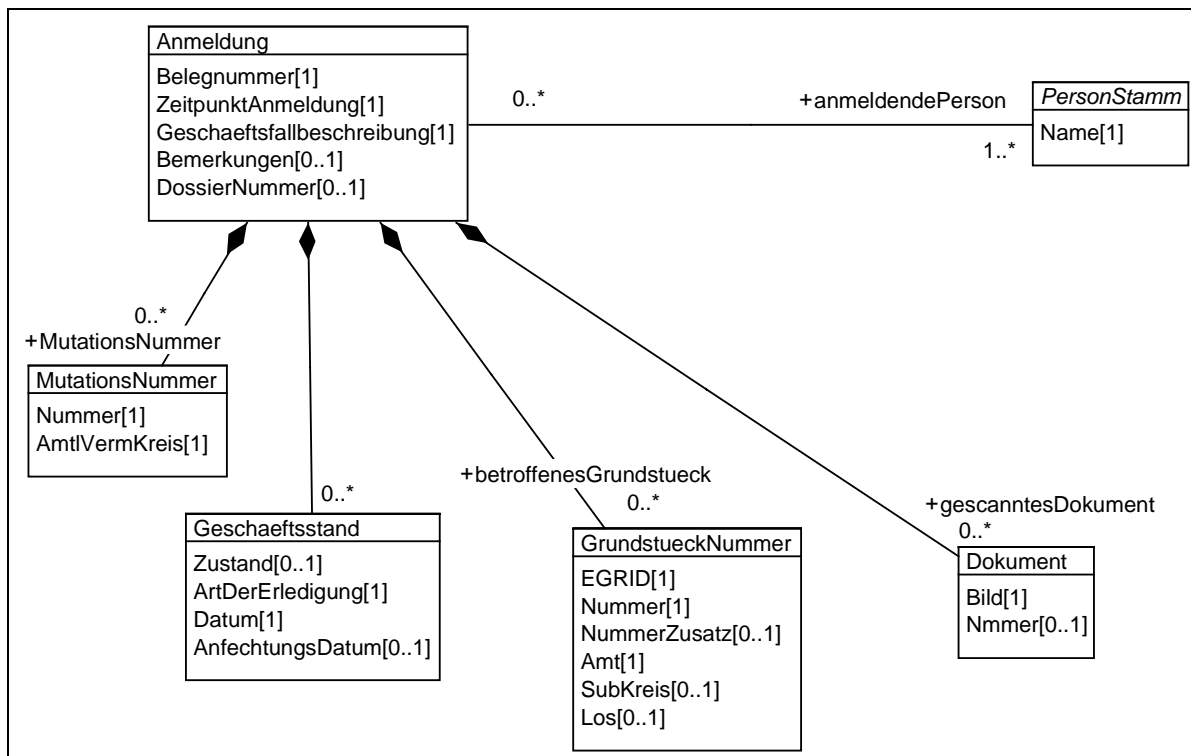 Anmeldung
Belegnummer[1]
ZeitpunktAnmeldung[1]
Geschaeftsfallbeschreibung[1]
Bemerkungen[0..1]
DossierNummer[0..1]
0..*
+anmeldendePerson
1..*
PersonStamm
Name[1]
0..*
+MutationsNummer
MutationsNummer
Nummer[1]
AmtlVermKreis[1]
0..*
Geschaeftsstand
Zustand[0..1]
ArtDerErledigung[1]
Datum[1]
AnfechtungsDatum[0..1]
+betroffenesGrundstueck
0..*
GrundstueckNummer
EGRID[1]
Nummer[1]
NummerZusatz[0..1]
Amt[1]
SubKreis[0..1]
Los[0..1]
+gescanntesDokument
0..*
Dokument
Bild[1]
Nmmer[0..1]